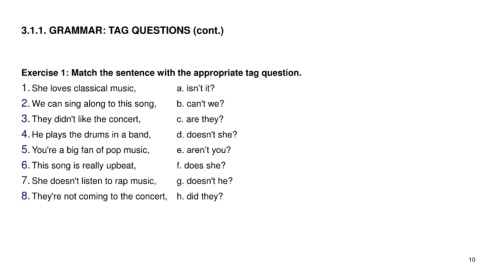 3.1.1. GRAMMAR: TAG QUESTIONS (cont.)
Exercise 1: Match the sentence with the appropriate tag question.
1. She loves classical music, a. isn't it?
2. We can sing along to this song, b. can't we?
3. They didn't like the concert, c. are they?
4. He plays the drums in a band, d. doesn't she?
5. You're a big fan of pop music, e. aren't you?
6. This song is really upbeat, f. does she?
7. She doesn't listen to rap music, g. doesn't he?
8. They're not coming to the concert, h. did they?
10